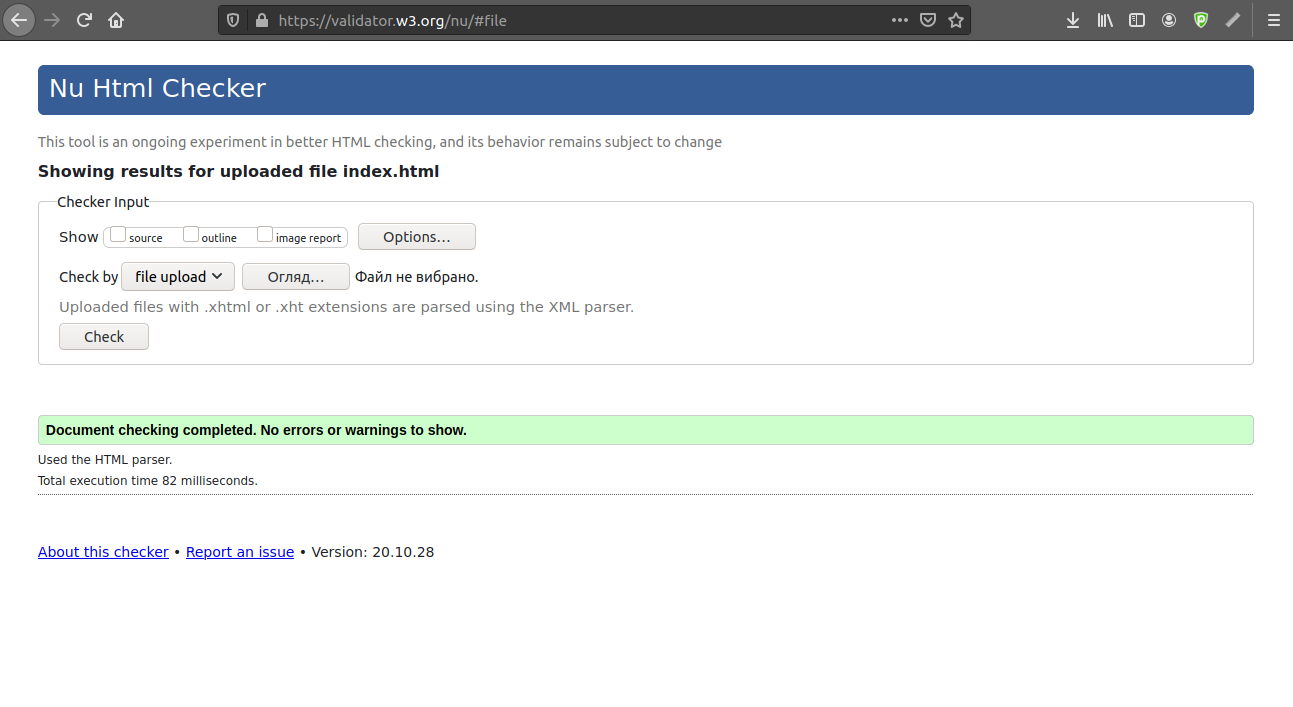 https://validator.w3.org/nu/#file
Nu Html Checker
This tool is an ongoing experiment in better HTML checking, and its behavior remains subject to change
Showing results for uploaded file index.html
Checker Input
Show source outline image report Options...
Check by file upload Огляд... Файл не вибрано.
Uploaded files with .xhtml or .xht extensions are parsed using the XML parser.
Check
Document checking completed. No errors or warnings to show.
Used the HTML parser.
Total execution time 82 milliseconds.
About this checker • Report an issue • Version: 20.10.28